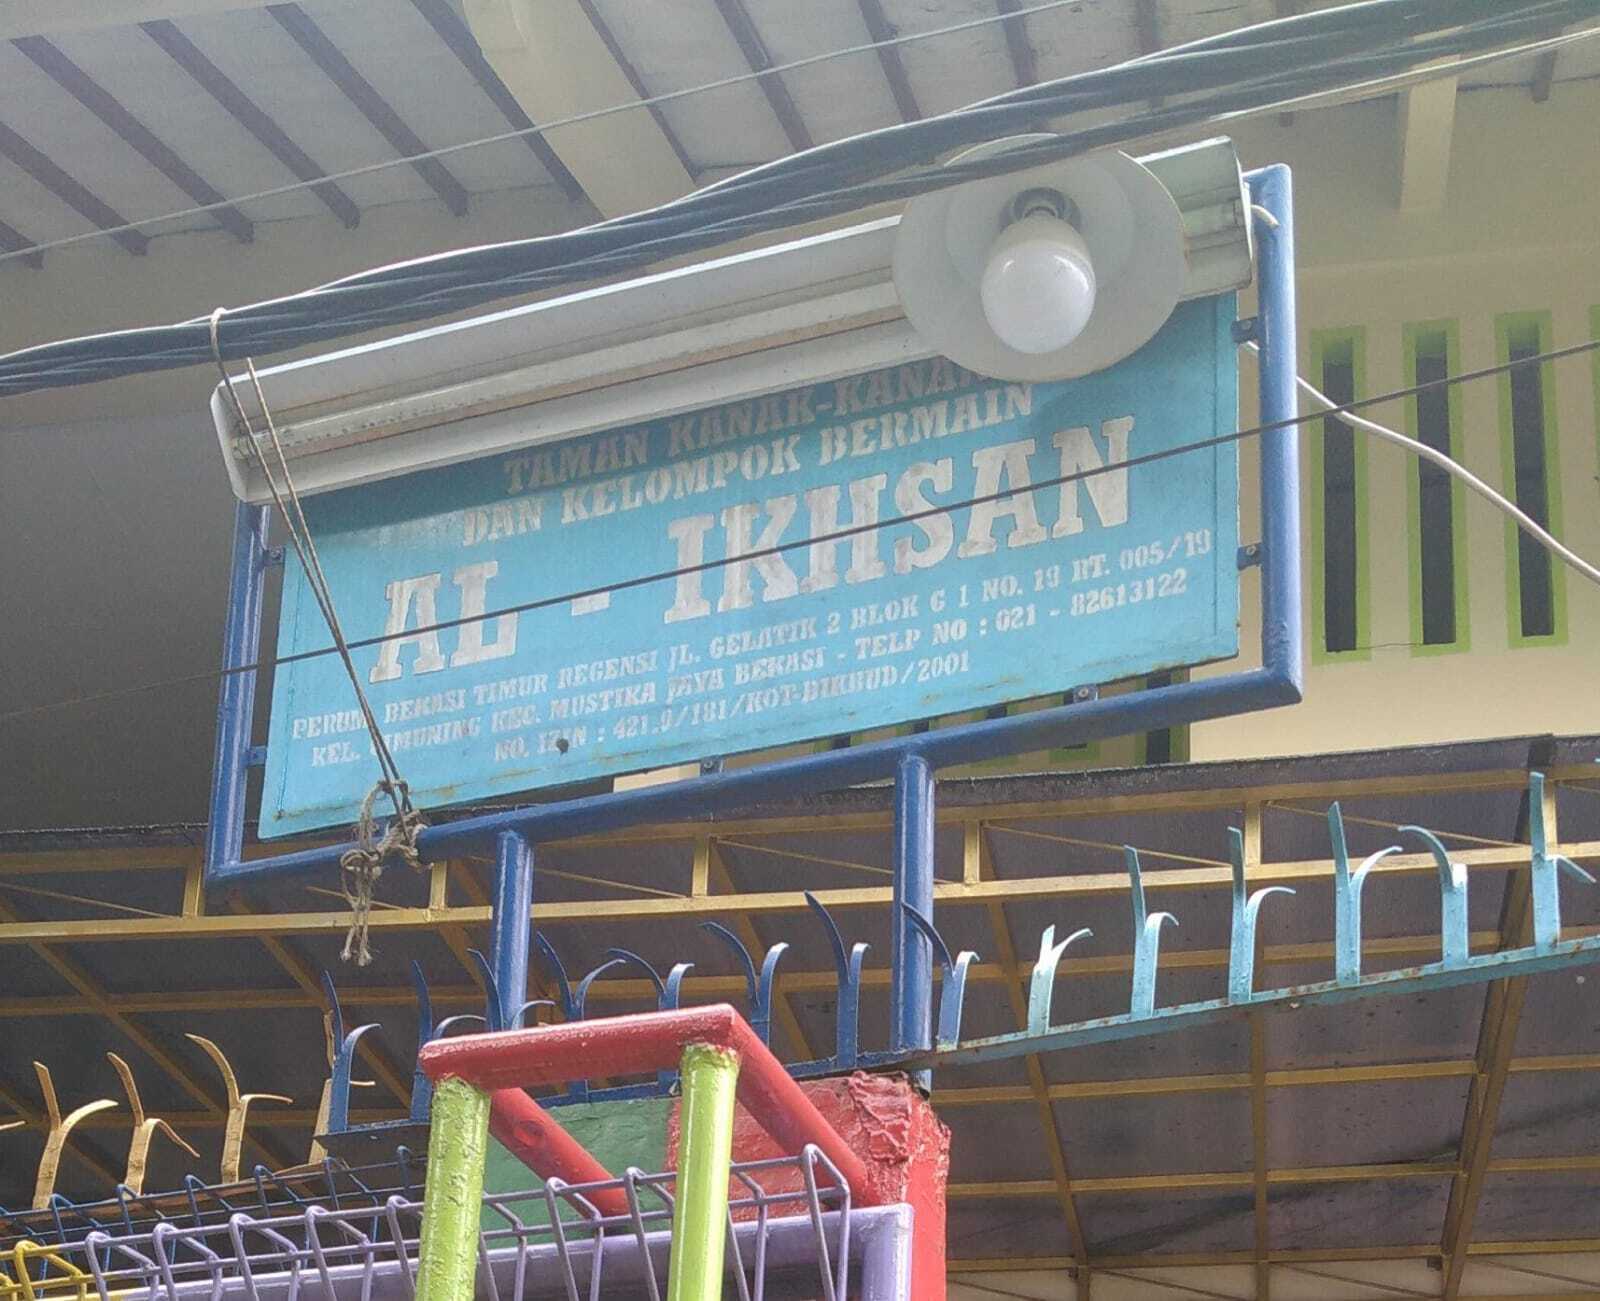 TAMAN KANAK-KANAK
DAN KELOMPOK BERMAIN
AL - IKHSAN
PERUM. BEKASI TIMUR REGENSI JL. GELATIK 2 BLOK G 1 NO. 19 RT. 005/19
KEL. CIMUNING KEC. MUSTIKA JAYA BEKASI - TELP NO : 021 - 82613122
NO. IZIN : 421.9/181/KOT-DIKBUD/2001